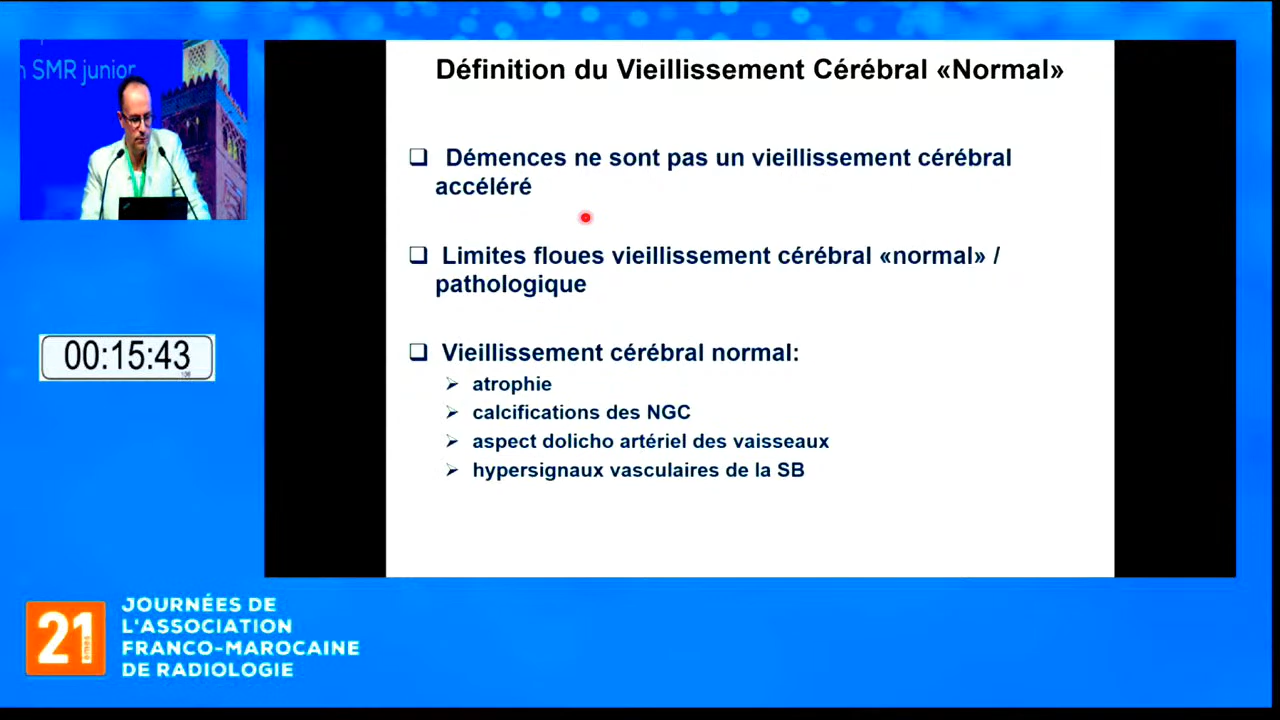 n SMR junior
Définition du Vieillissement Cérébral «Normal»
❑ Démences ne sont pas un vieillissement cérébral
accéléré
❑ Limites floues vieillissement cérébral «normal» /
pathologique
❑ Vieillissement cérébral normal:
➢ atrophie
➢ calcifications des NGC
➢ aspect dolicho artériel des vaisseaux
➢ hypersignaux vasculaires de la SB
00:15:43
21
èmes
JOURNÉES DE
L'ASSOCIATION
FRANCO-MAROCAINE
DE RADIOLOGIE